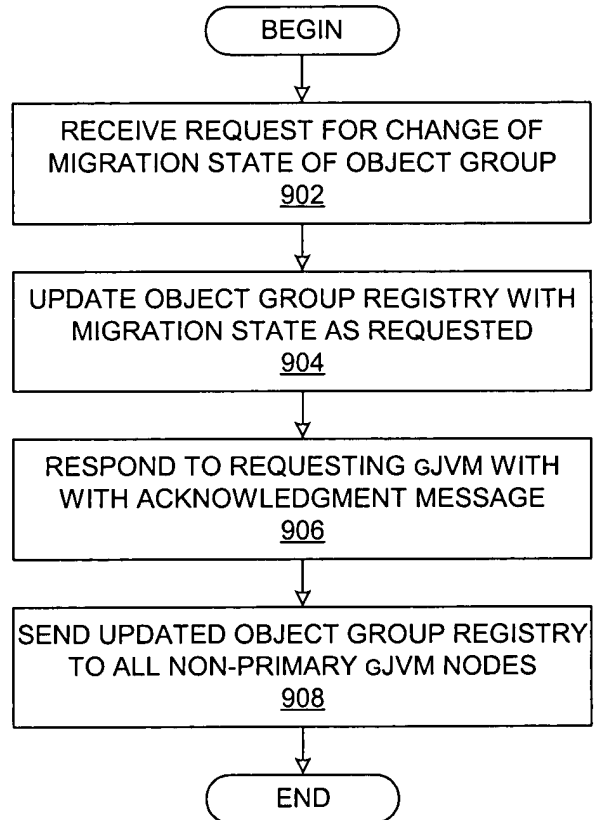 BEGIN
RECEIVE REQUEST FOR CHANGE OF
MIGRATION STATE OF OBJECT GROUP
902
UPDATE OBJECT GROUP REGISTRY WITH
MIGRATION STATE AS REQUESTED
904
RESPOND TO REQUESTING GJVM WITH
WITH ACKNOWLEDGMENT MESSAGE
906
SEND UPDATED OBJECT GROUP REGISTRY
TO ALL NON-PRIMARY GJVM NODES
908
END